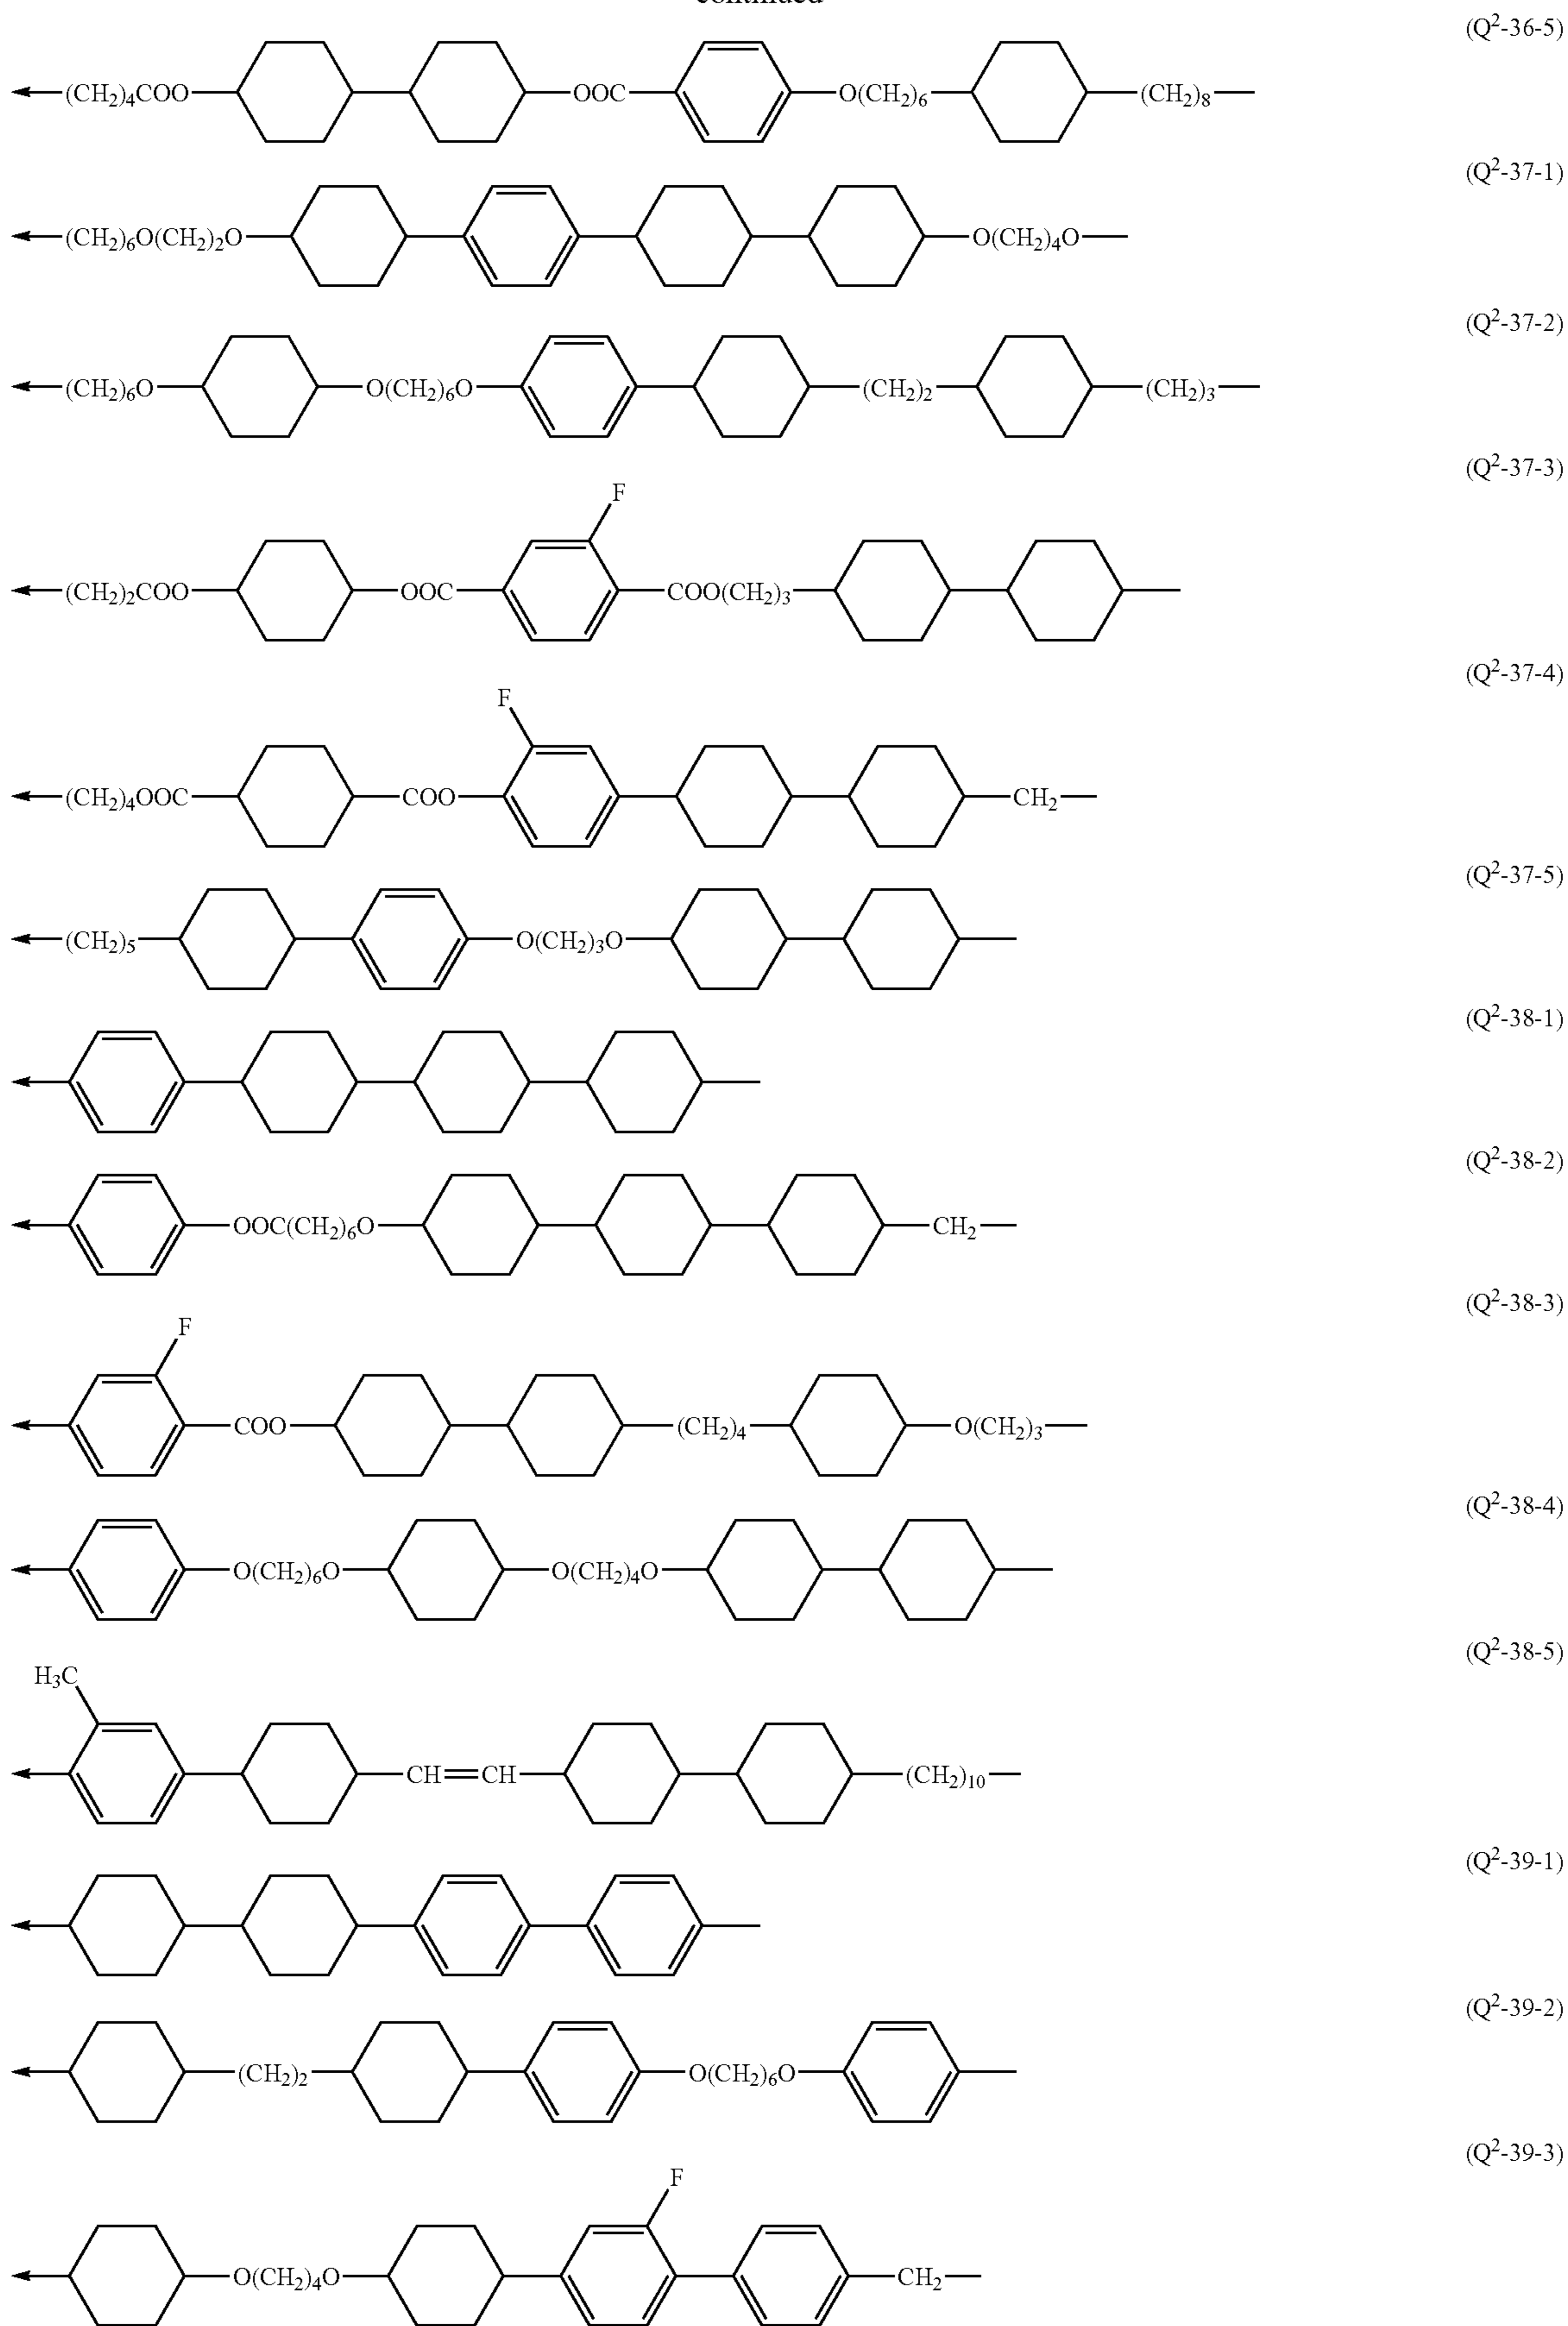 continued
(Q²-36-5)
(CH₂)₄COO OOC O(CH₂)₆ (CH₂)₈
(Q²-37-1)
(CH₂)₆O(CH₂)₂O O(CH₂)₄O
(Q²-37-2)
(CH₂)₆O O(CH₂)₆O (CH₂)₂ (CH₂)₃
(Q²-37-3)
F
(CH₂)₂COO OOC COO(CH₂)₃
(Q²-37-4)
F
(CH₂)₄OOC COO CH₂
(Q²-37-5)
(CH₂)₅ O(CH₂)₃O
(Q²-38-1)
(Q²-38-2)
OOC(CH₂)₆O CH₂
(Q²-38-3)
F
COO (CH₂)₄ O(CH₂)₃
(Q²-38-4)
O(CH₂)₆O O(CH₂)₄O
(Q²-38-5)
H₃C
CH=CH (CH₂)₁₀
(Q²-39-1)
(Q²-39-2)
(CH₂)₂ O(CH₂)₆O
(Q²-39-3)
F
O(CH₂)₄O CH₂